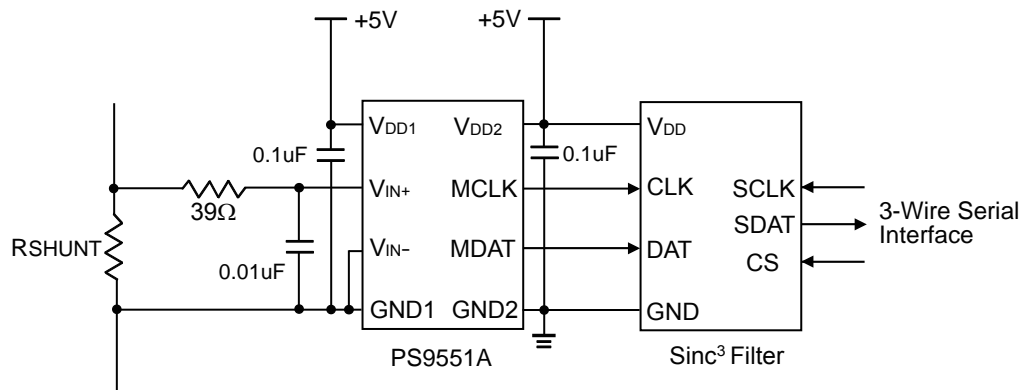 +5V
+5V
VDD1
VDD2
VDD
0.1uF
0.1uF
VIN+
MCLK
CLK
SCLK
39Ω
SDAT
3-Wire Serial
Interface
RSHUNT
VIN−
MDAT
DAT
CS
0.01uF
GND1
GND2
GND
PS9551A
Sinc³ Filter